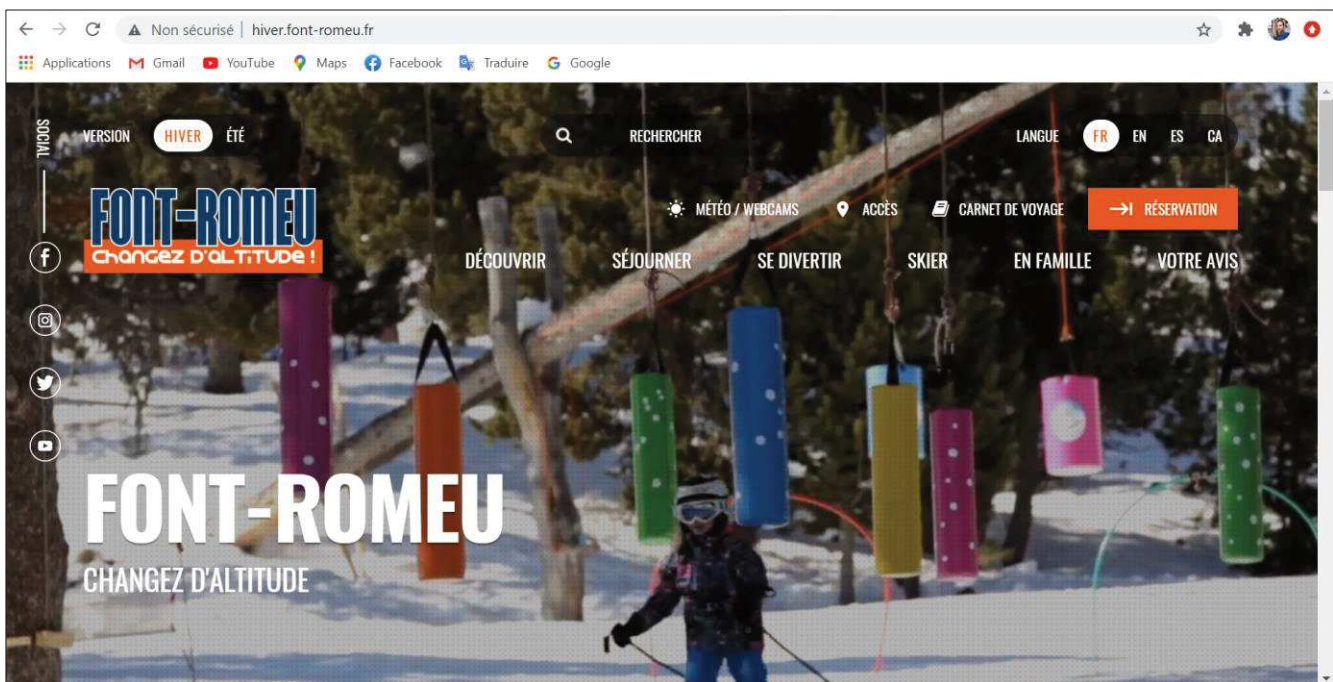 Non sécurisé | hiver.font-romeu.fr
Applications Gmail YouTube Maps Facebook Traduire Google
SOCIAL
VERSION HIVER ÉTÉ RECHERCHER LANGUE FR EN ES CA
FONT-ROMEU
CHANGEZ D'ALTITUDE !
MÉTÉO / WEBCAMS ACCÈS CARNET DE VOYAGE RÉSERVATION
DÉCOUVRIR SÉJOURNER SE DIVERTIR SKIER EN FAMILLE VOTRE AVIS
FONT-ROMEU
CHANGEZ D'ALTITUDE